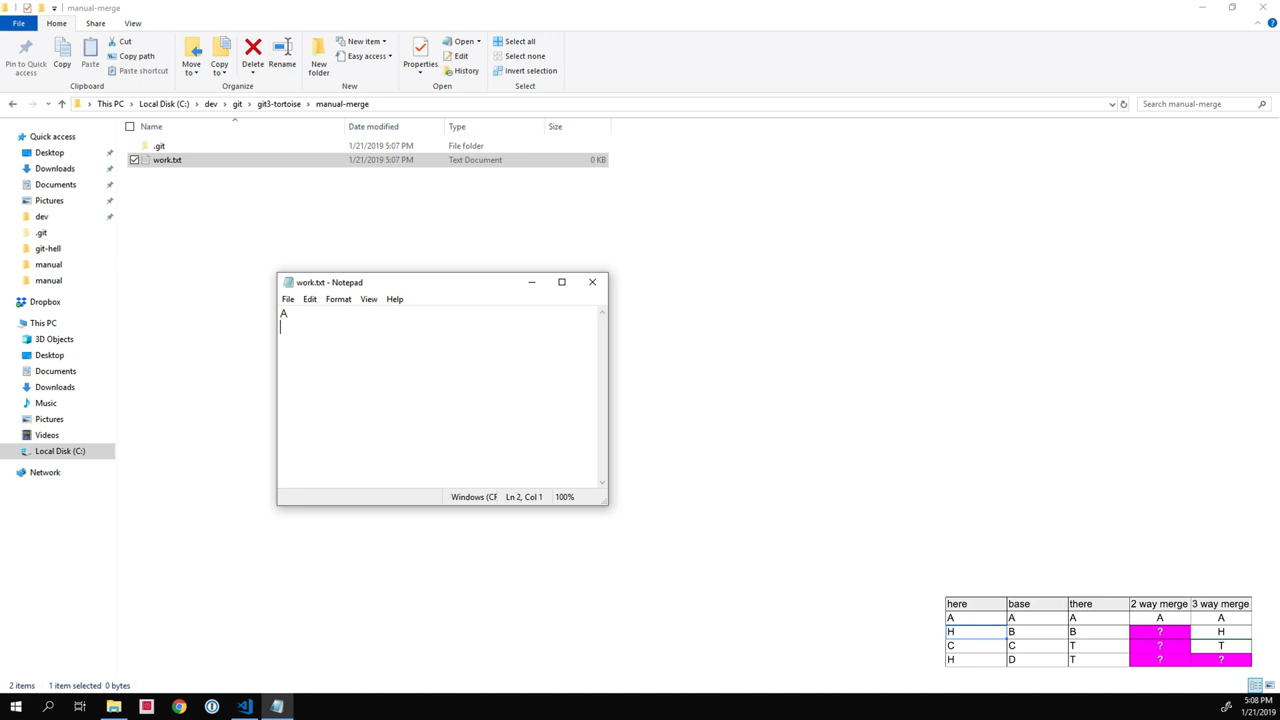 manual-merge
File Home Share View
Pin to Quick access
Copy
Paste
Cut
Copy path
Paste shortcut
Clipboard
Move to
Copy to
Delete
Rename
Organize
New folder
New item
Easy access
New
Properties
Open
Edit
History
Open
Select all
Select none
Invert selection
Select
This PC Local Disk (C:) dev git git3-tortoise manual-merge
Search manual-merge
Name Date modified Type Size
.git 1/21/2019 5:07 PM File folder
work.txt 1/21/2019 5:07 PM Text Document 0 KB
Quick access
Desktop
Downloads
Documents
Pictures
dev
.git
git-hell
manual
manual
Dropbox
This PC
3D Objects
Desktop
Documents
Downloads
Music
Pictures
Videos
Local Disk (C:)
Network
work.txt - Notepad
File Edit Format View Help
A
Windows (CF Ln 2, Col 1 100%
here base there 2 way merge 3 way merge
A A A A A
H B B ? H
C C T ? T
H D T ? ?
2 items 1 item selected 0 bytes
5:08 PM
1/21/2019